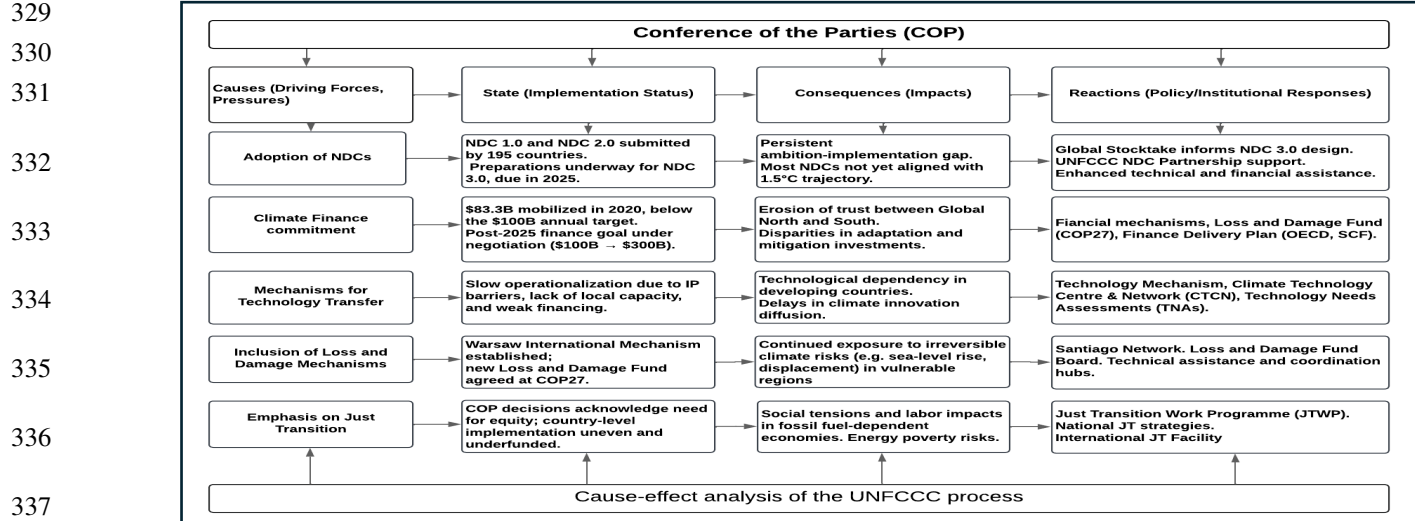 329
Conference of the Parties (COP)
330
331
Causes (Driving Forces,
Pressures)
State (Implementation Status)
Consequences (Impacts)
Reactions (Policy/Institutional Responses)
332
Adoption of NDCs
NDC 1.0 and NDC 2.0 submitted
by 195 countries.
Preparations underway for NDC
3.0, due in 2025.
Persistent
ambition-implementation gap.
Most NDCs not yet aligned with
1.5°C trajectory.
Global Stocktake informs NDC 3.0 design.
UNFCCC NDC Partnership support.
Enhanced technical and financial assistance.
333
Climate Finance
commitment
$83.3B mobilized in 2020, below
the $100B annual target.
Post-2025 finance goal under
negotiation ($100B → $300B).
Erosion of trust between Global
North and South.
Disparities in adaptation and
mitigation investments.
Fiancial mechanisms, Loss and Damage Fund
(COP27), Finance Delivery Plan (OECD, SCF).
334
Mechanisms for
Technology Transfer
Slow operationalization due to IP
barriers, lack of local capacity,
and weak financing.
Technological dependency in
developing countries.
Delays in climate innovation
diffusion.
Technology Mechanism, Climate Technology
Centre & Network (CTCN), Technology Needs
Assessments (TNAs).
335
Inclusion of Loss and
Damage Mechanisms
Warsaw International Mechanism
established;
new Loss and Damage Fund
agreed at COP27.
Continued exposure to irreversible
climate risks (e.g. sea-level rise,
displacement) in vulnerable
regions
Santiago Network. Loss and Damage Fund
Board. Technical assistance and coordination
hubs.
336
Emphasis on Just
Transition
COP decisions acknowledge need
for equity; country-level
implementation uneven and
underfunded.
Social tensions and labor impacts
in fossil fuel-dependent
economies. Energy poverty risks.
Just Transition Work Programme (JTWP).
National JT strategies.
International JT Facility
337
Cause-effect analysis of the UNFCCC process